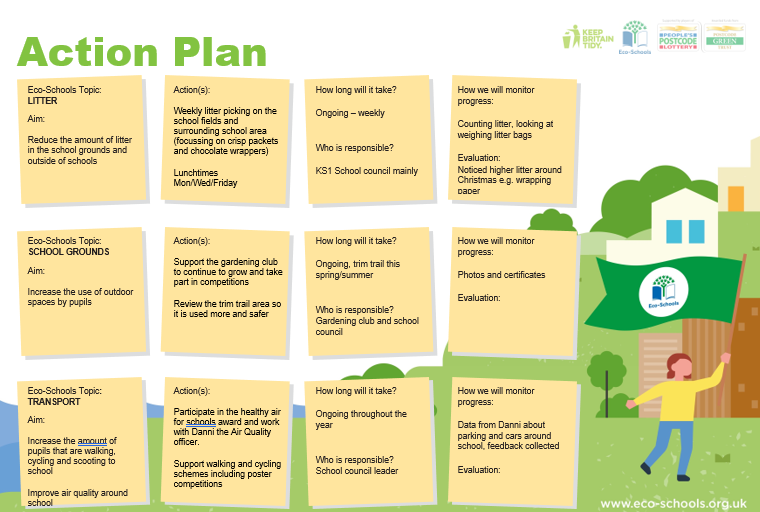 Action Plan
KEEP
BRITAIN
TIDY.
Eco-Schools
PEOPLE'S
POSTCODE
LOTTERY
GREEN
Eco-Schools Topic:
LITTER
Aim:
Reduce the amount of litter
in the school grounds and
outside of schools
Action(s):
Weekly litter picking on the
school fields and
surrounding school area
(focussing on crisp packets
and chocolate wrappers)
Lunchtimes
Mon/Wed/Friday
How long will it take?
Ongoing – weekly
Who is responsible?
KS1 School council mainly
How we will monitor
progress:
Counting litter, looking at
weighing litter bags
Evaluation:
Noticed higher litter around
Christmas e.g. wrapping
paper
Eco-Schools Topic:
SCHOOL GROUNDS
Aim:
Increase the use of outdoor
spaces by pupils
Action(s):
Support the gardening club
to continue to grow and take
part in competitions
Review the trim trail area so
it is used more and safer
How long will it take?
Ongoing, trim trail this
spring/summer
Who is responsible?
Gardening club and school
council
How we will monitor
progress:
Photos and certificates
Evaluation:
Eco-Schools
Eco-Schools Topic:
TRANSPORT
Aim:
Increase the amount of
pupils that are walking,
cycling and scooting to
school
Improve air quality around
school
Action(s):
Participate in the healthy air
for schools award and work
with Danni the Air Quality
officer.
Support walking and cycling
schemes including poster
competitions
How long will it take?
Ongoing throughout the
year
Who is responsible?
School council leader
How we will monitor
progress:
Data from Danni about
parking and cars around
school, feedback collected
Evaluation:
www.eco-schools.org.uk